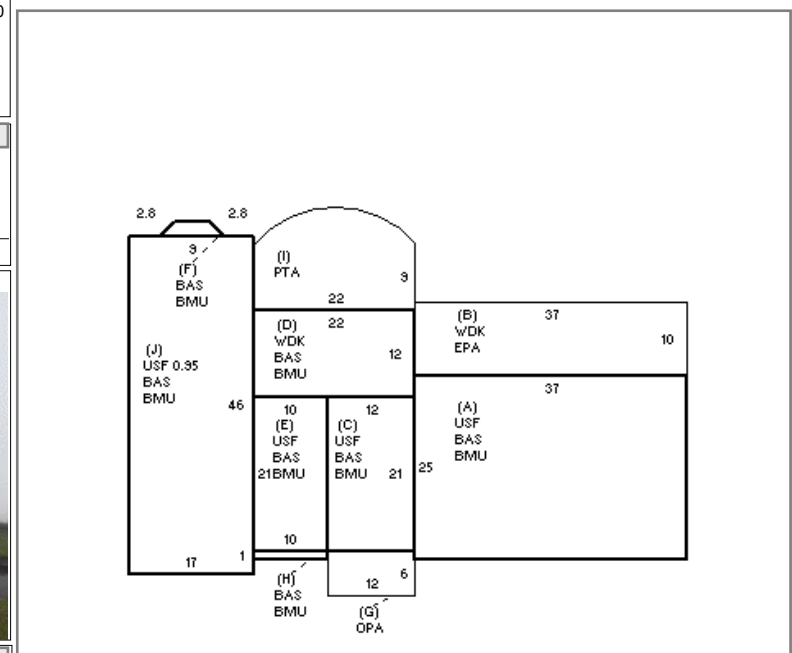 2.8 2.8
9
(F)
BAS
BMU
(I)
PTA
9
22
(D) 22
WDK
BAS
BMU
12
(B) 37
WDK
EPA
10
(J)
USF 0.95
BAS
BMU
46
37
(A)
USF
BAS
BMU
25
10
(E)
USF
BAS
21BMU
12
(C)
USF
BAS
BMU 21
10
17 1
(H)
BAS
BMU
12 6
(G)
OPA